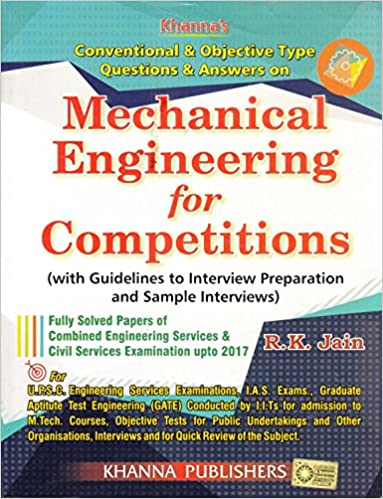 Khanna's
Conventional & Objective Type
Questions & Answers on
Mechanical
Engineering
for
Competitions
(with Guidelines to Interview Preparation
and Sample Interviews)
Fully Solved Papers of
Combined Engineering Services &
Civil Services Examination upto 2017
R.K. Jain
For
U.P.S.C. Engineering Services Examinations, I.A.S. Exams., Graduate
Aptitute Test Engineering (GATE) Conducted by I.I.Ts for admission to
M.Tech. Courses, Objective Tests for Public Undertakings and Other
Organisations, Interviews and for Quick Review of the Subject.
KHANNA PUBLISHERS